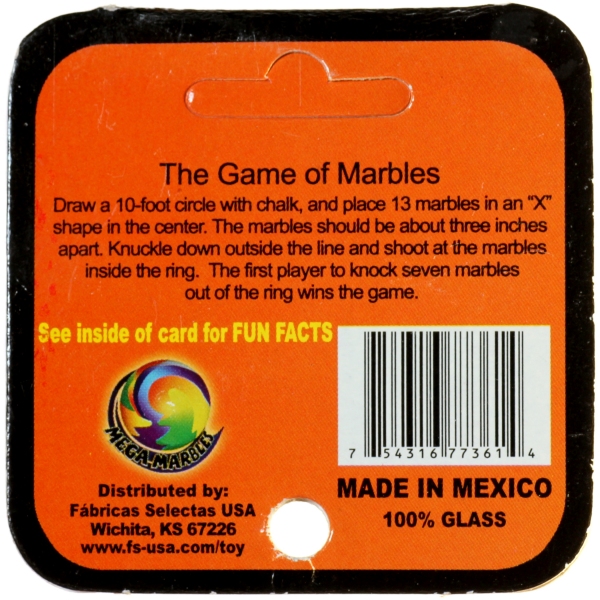 The Game of Marbles
Draw a 10-foot circle with chalk, and place 13 marbles in an “X”
shape in the center. The marbles should be about three inches
apart. Knuckle down outside the line and shoot at the marbles
inside the ring.  The first player to knock seven marbles
out of the ring wins the game.
See inside of card for FUN FACTS
MEGA MARBLES
Distributed by:
Fábricas Selectas USA
Wichita, KS 67226
www.fs-usa.com/toy
7 54316 77361 4
MADE IN MEXICO
100% GLASS